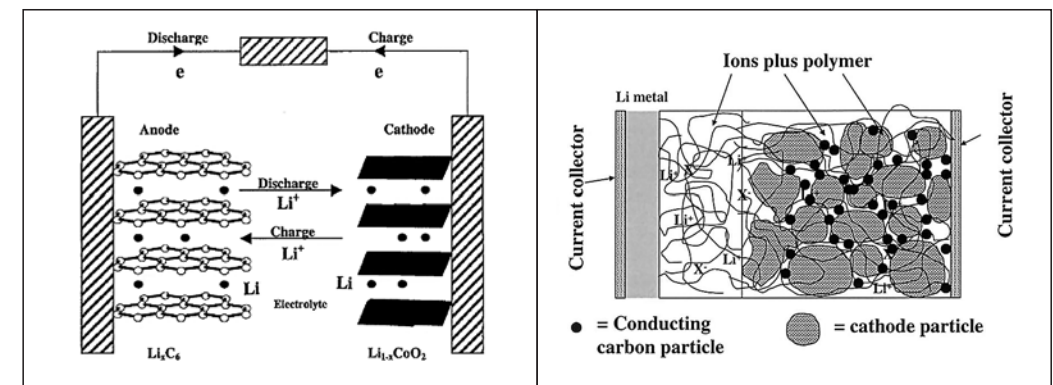 Discharge
Charge
e
e
Anode
Cathode
Discharge
Li⁺
Charge
Li⁺
Li
Li
Electrolyte
LiₓC₆
Li₁₋ₓCoO₂
Ions plus polymer
Li metal
Current collector
Current collector
Li
Li⁺
X⁻
Li⁺
Li
X⁻
Li⁺
= Conducting
carbon particle
= cathode particle